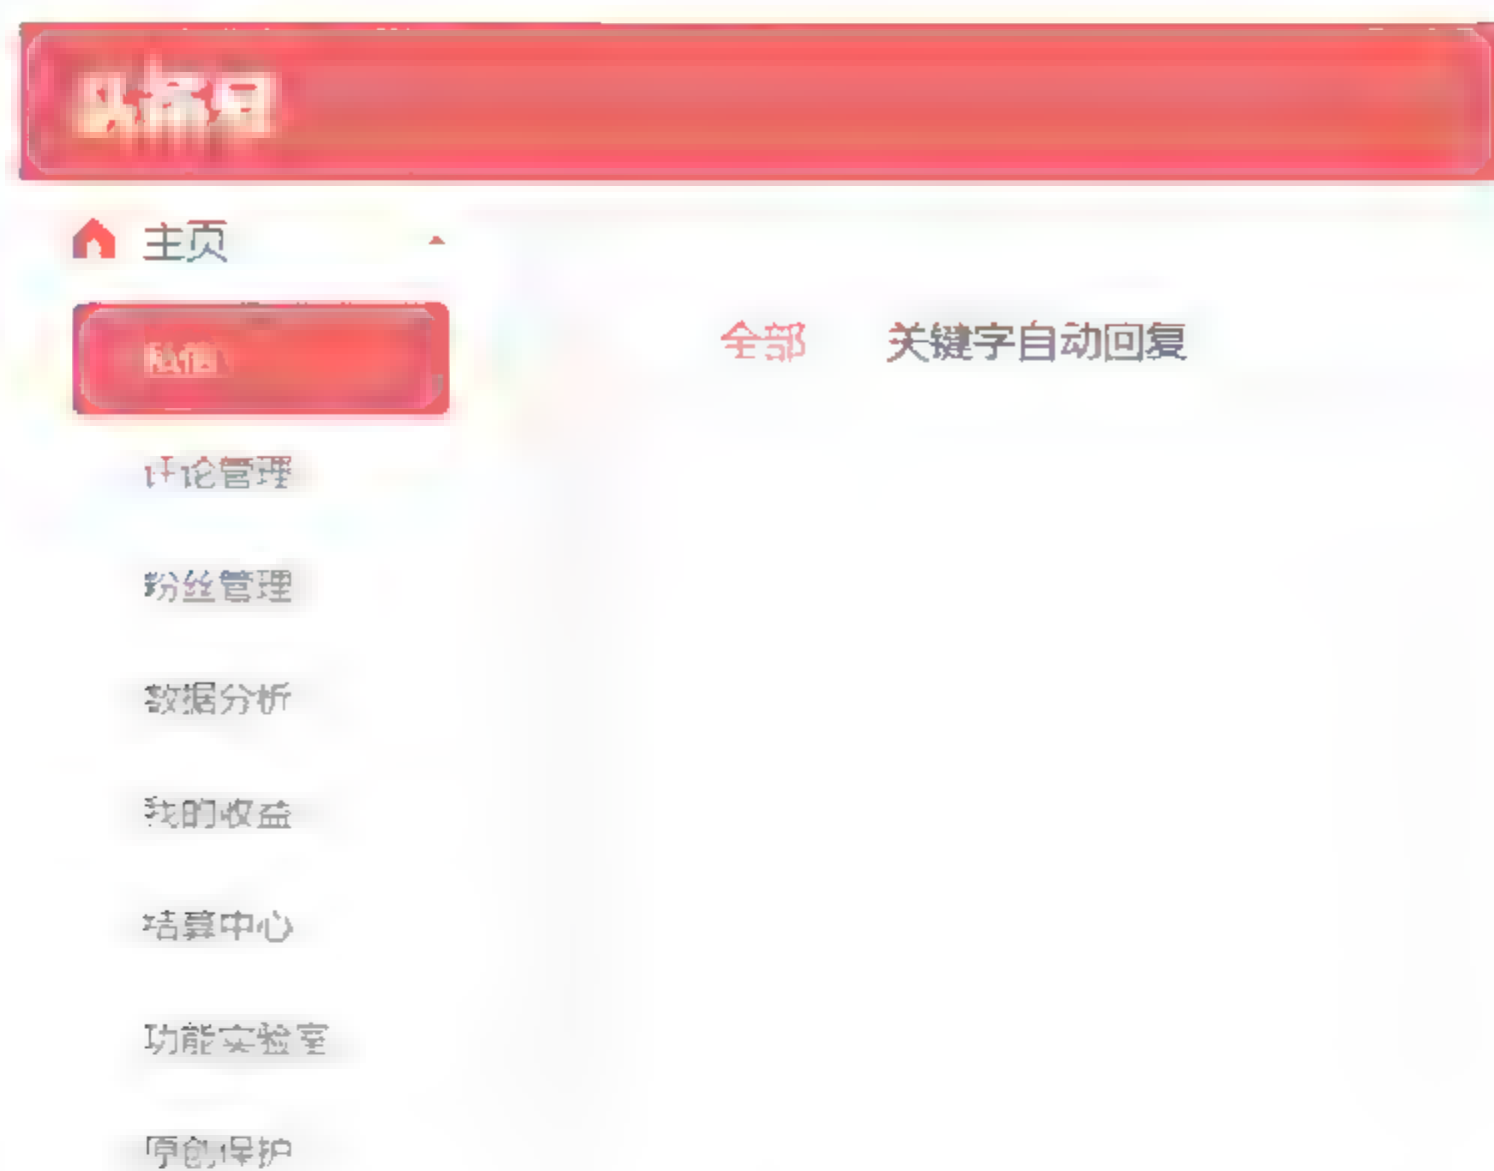 头条号
主页
私信
全部 关键字自动回复
评论管理
粉丝管理
数据分析
我的收益
结算中心
功能实验室
原创保护